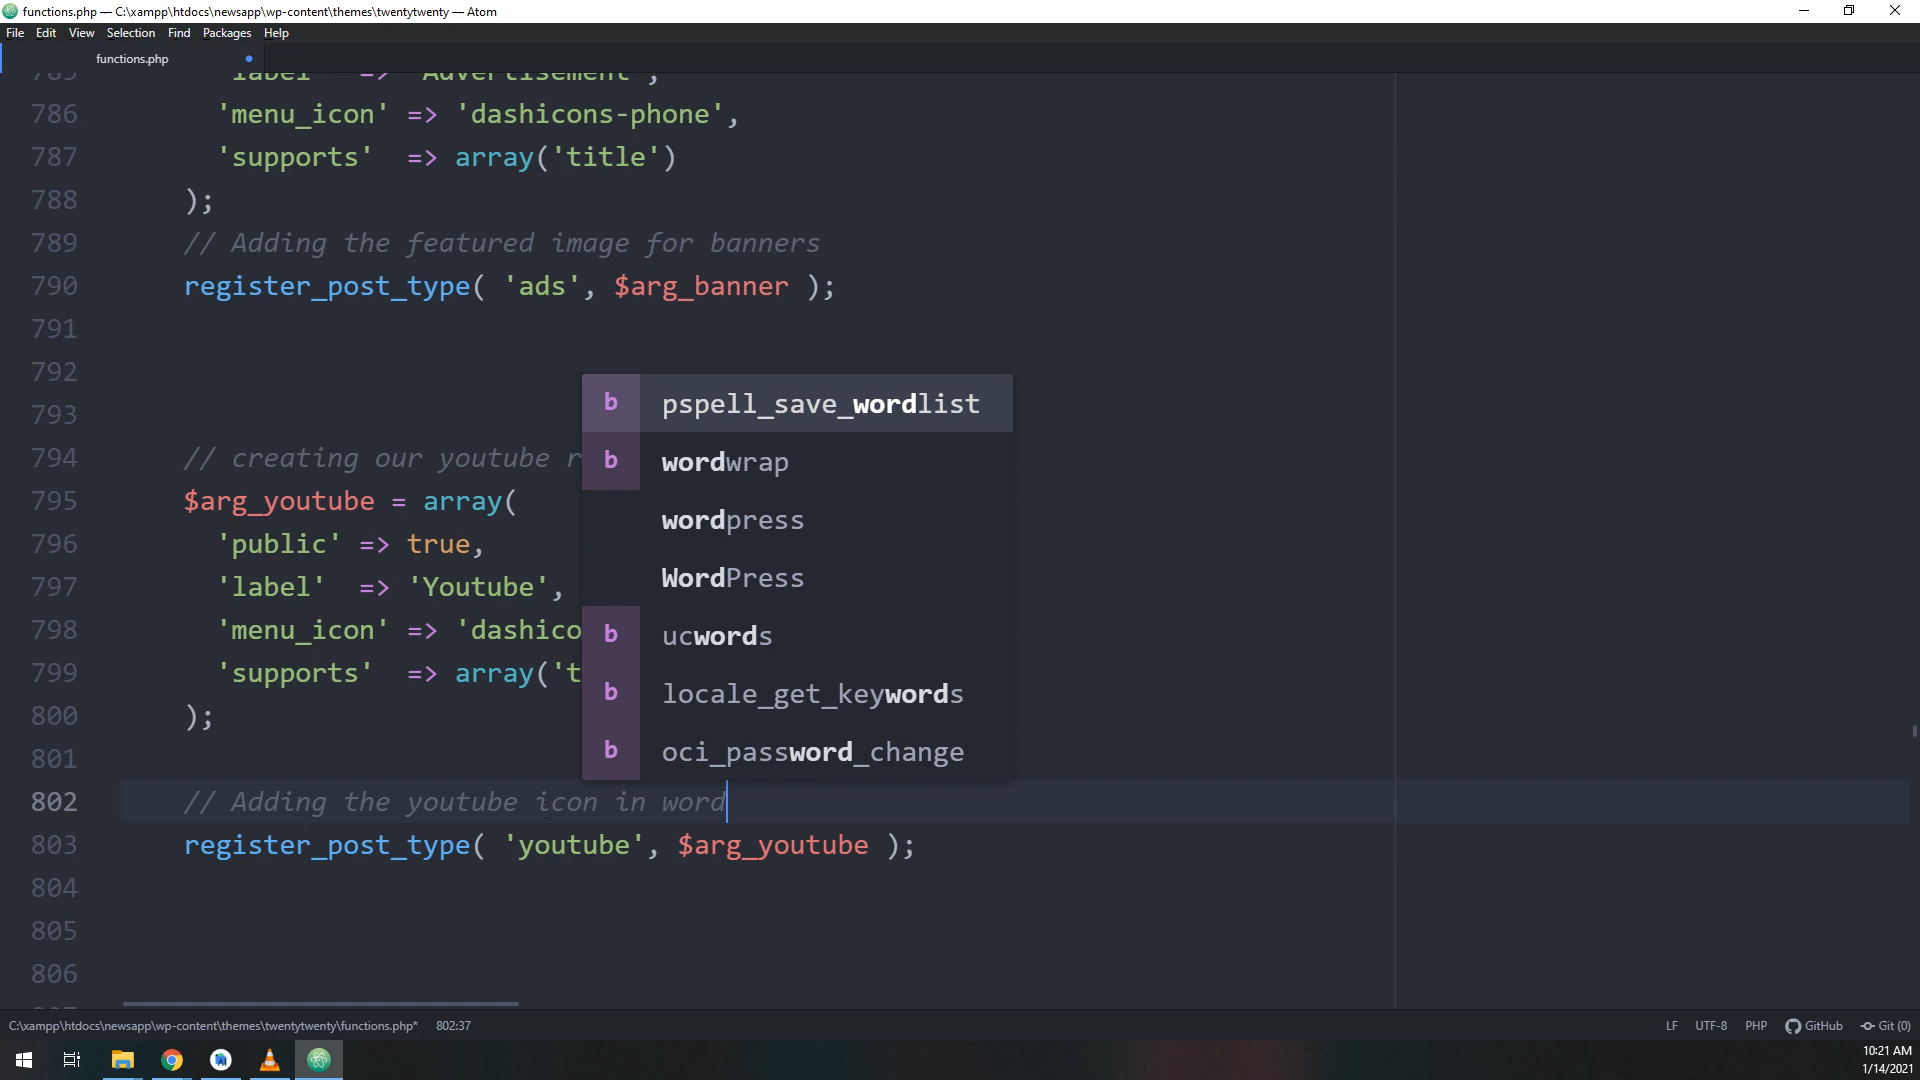 functions.php — C:\xampp\htdocs\newsapp\wp-content\themes\twentytwenty — Atom
File Edit View Selection Find Packages Help
functions.php
785 'label' => 'Advertisement',
786 'menu_icon' => 'dashicons-phone',
787 'supports' => array('title')
788 );
789 // Adding the featured image for banners
790 register_post_type( 'ads', $arg_banner );
791
792
793
794 // creating our youtube r
795 $arg_youtube = array(
796 'public' => true,
797 'label' => 'Youtube',
798 'menu_icon' => 'dashico
799 'supports' => array('t
800 );
801
802 // Adding the youtube icon in word
803 register_post_type( 'youtube', $arg_youtube );
804
805
806
b pspell_save_wordlist
b wordwrap
wordpress
WordPress
b ucwords
b locale_get_keywords
b oci_password_change
C:\xampp\htdocs\newsapp\wp-content\themes\twentytwenty\functions.php* 802:37 LF UTF-8 PHP GitHub Git (0)
10:21 AM
1/14/2021